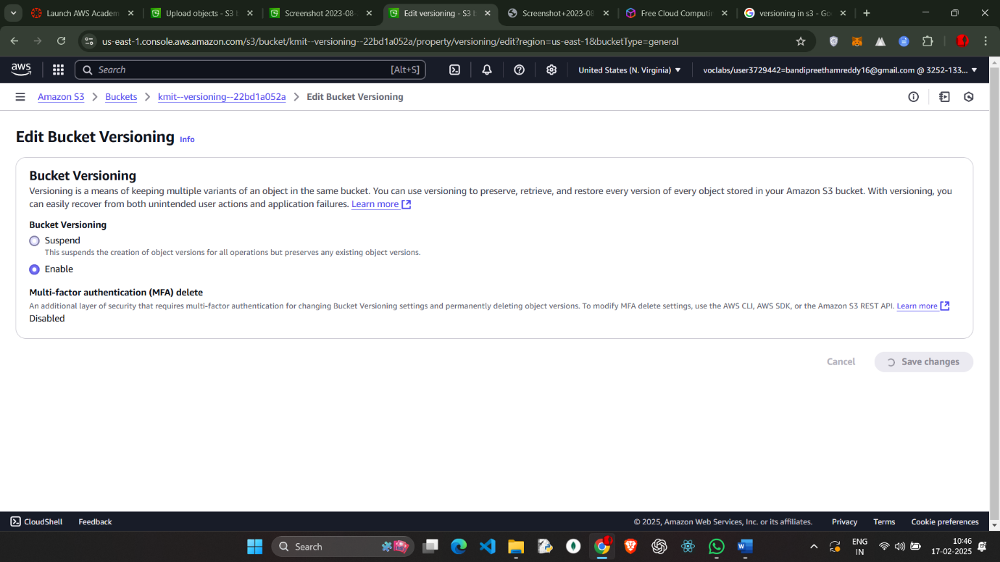 Launch AWS Academ
Upload objects - S3 b
Screenshot 2023-08-
Edit versioning - S3 b
Screenshot+2023-08
Free Cloud Computin
versioning in s3 - Go
us-east-1.console.aws.amazon.com/s3/bucket/kmit--versioning--22bd1a052a/property/versioning/edit?region=us-east-1&bucketType=general
aws
Search
[Alt+S]
United States (N. Virginia)
voclabs/user3729442=bandipreethamreddy16@gmail.com @ 3252-133...
Amazon S3 > Buckets > kmit--versioning--22bd1a052a > Edit Bucket Versioning
Edit Bucket Versioning Info
Bucket Versioning
Versioning is a means of keeping multiple variants of an object in the same bucket. You can use versioning to preserve, retrieve, and restore every version of every object stored in your Amazon S3 bucket. With versioning, you
can easily recover from both unintended user actions and application failures. Learn more
Bucket Versioning
Suspend
This suspends the creation of object versions for all operations but preserves any existing object versions.
Enable
Multi-factor authentication (MFA) delete
An additional layer of security that requires multi-factor authentication for changing Bucket Versioning settings and permanently deleting object versions. To modify MFA delete settings, use the AWS CLI, AWS SDK, or the Amazon S3 REST API. Learn more
Disabled
Cancel
Save changes
CloudShell
Feedback
© 2025, Amazon Web Services, Inc. or its affiliates.
Privacy
Terms
Cookie preferences
Search
ENG
IN
10:46
17-02-2025